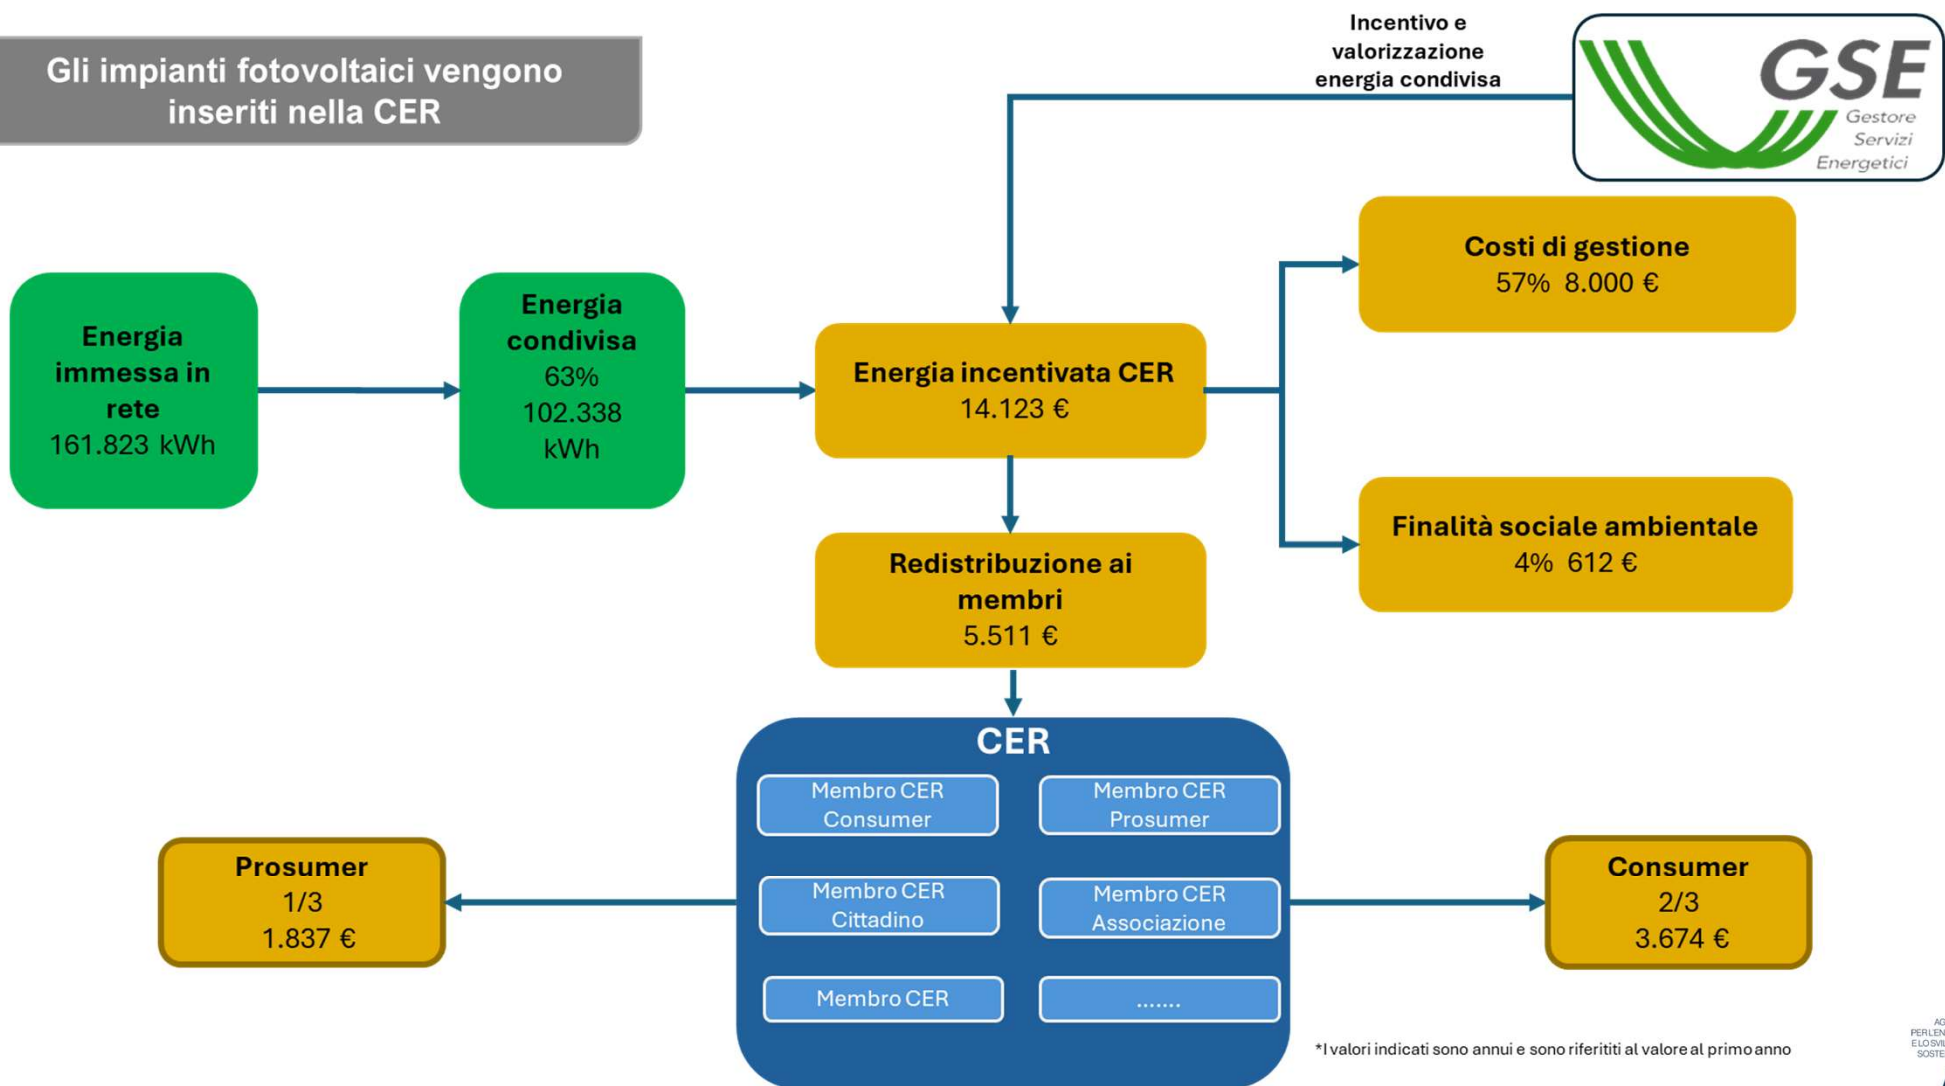 Gli impianti fotovoltaici vengono
inseriti nella CER
Incentivo e
valorizzazione
energia condivisa
GSE
Gestore
Servizi
Energetici
Energia
immessa in
rete
161.823 kWh
Energia
condivisa
63%
102.338
kWh
Energia incentivata CER
14.123 €
Costi di gestione
57%  8.000 €
Finalità sociale ambientale
4%  612 €
Redistribuzione ai
membri
5.511 €
CER
Membro CER
Consumer
Membro CER
Prosumer
Membro CER
Cittadino
Membro CER
Associazione
Membro CER
.......
Prosumer
1/3
1.837 €
Consumer
2/3
3.674 €
*I valori indicati sono annui e sono riferititi al valore al primo anno